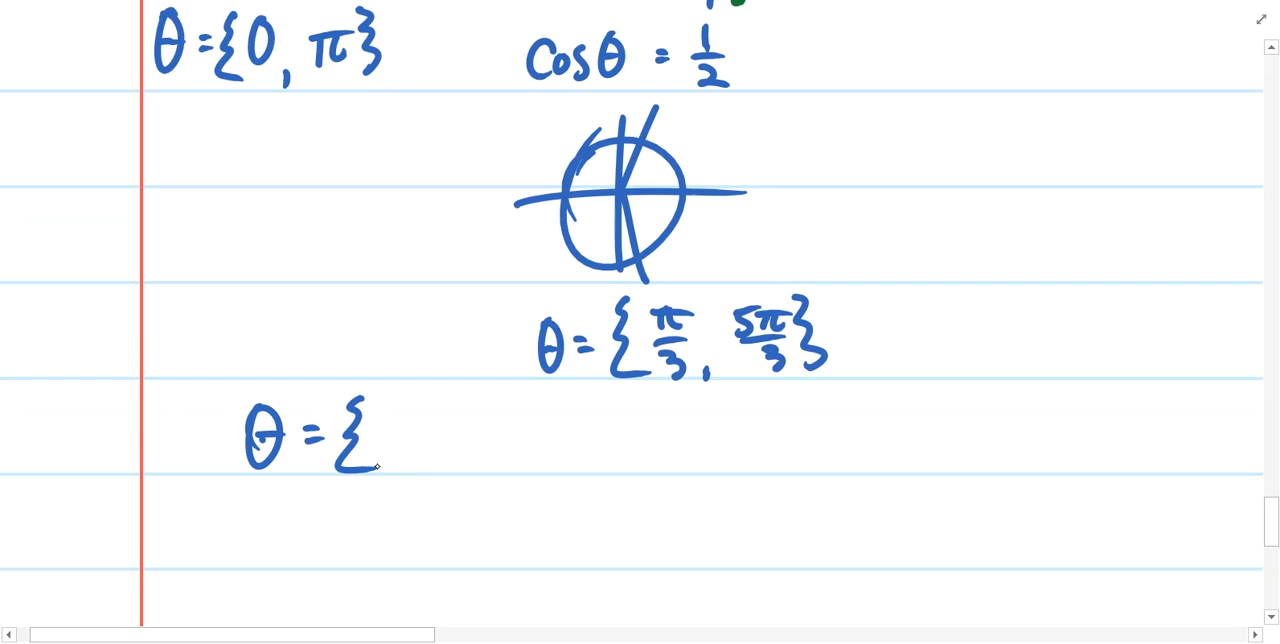 θ = {0, π}
cos θ = 1/2
θ = {π/3, 5π/3}
θ = {